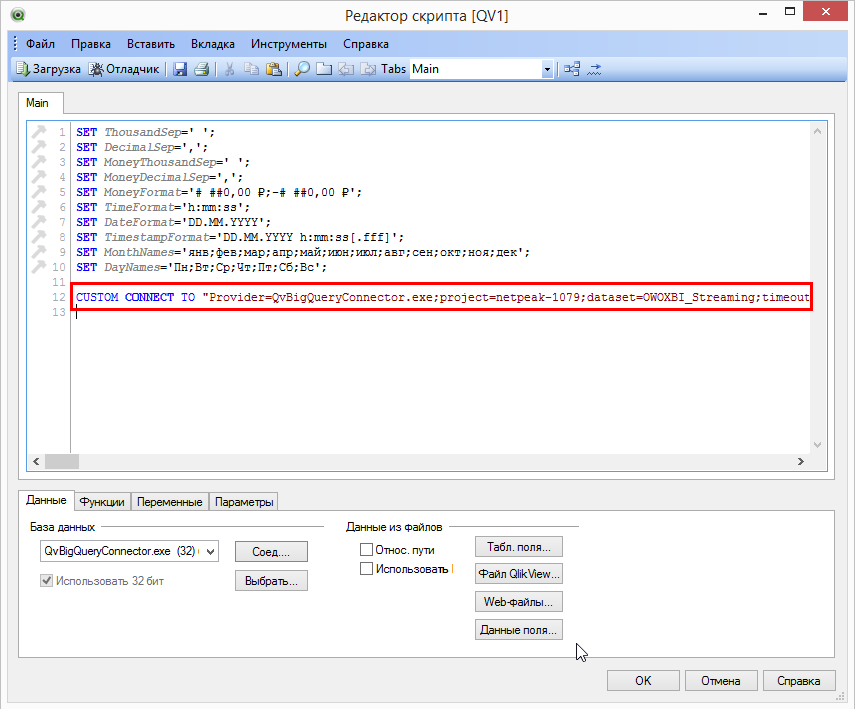 Редактор скрипта [QV1]
Файл Правка Вставить Вкладка Инструменты Справка
Загрузка Отладчик Tabs Main
Main
1 SET ThousandSep=' ';
2 SET DecimalSep=',';
3 SET MoneyThousandSep=' ';
4 SET MoneyDecimalSep=',';
5 SET MoneyFormat='# ##0,00 ₽;-# ##0,00 ₽';
6 SET TimeFormat='h:mm:ss';
7 SET DateFormat='DD.MM.YYYY';
8 SET TimestampFormat='DD.MM.YYYY h:mm:ss[.fff]';
9 SET MonthNames='янв;фев;мар;апр;май;июн;июл;авг;сен;окт;ноя;дек';
10 SET DayNames='Пн;Вт;Ср;Чт;Пт;Сб;Вс';
11
12 CUSTOM CONNECT TO "Provider=QvBigQueryConnector.exe;project=netpeak-1079;dataset=OWOXBI_Streaming;timeout
13
Данные Функции Переменные Параметры
База данных
QvBigQueryConnector.exe (32)
Соед....
Использовать 32 бит
Выбрать...
Данные из файлов
Относ. пути
Использовать
Табл. поля...
Файл QlikView...
Web-файлы...
Данные поля...
OK Отмена Справка